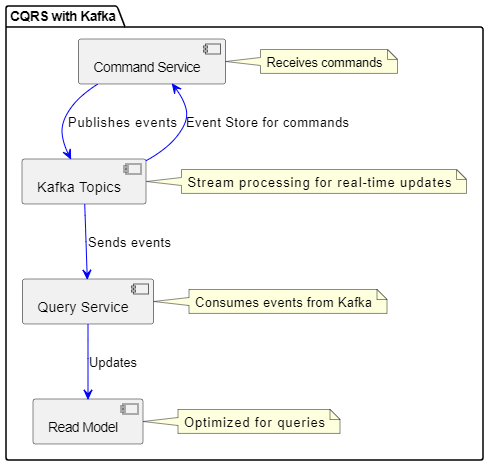 CQRS with Kafka
Command Service
Receives commands
Publishes events
Event Store for commands
Kafka Topics
Stream processing for real-time updates
Sends events
Query Service
Consumes events from Kafka
Updates
Read Model
Optimized for queries